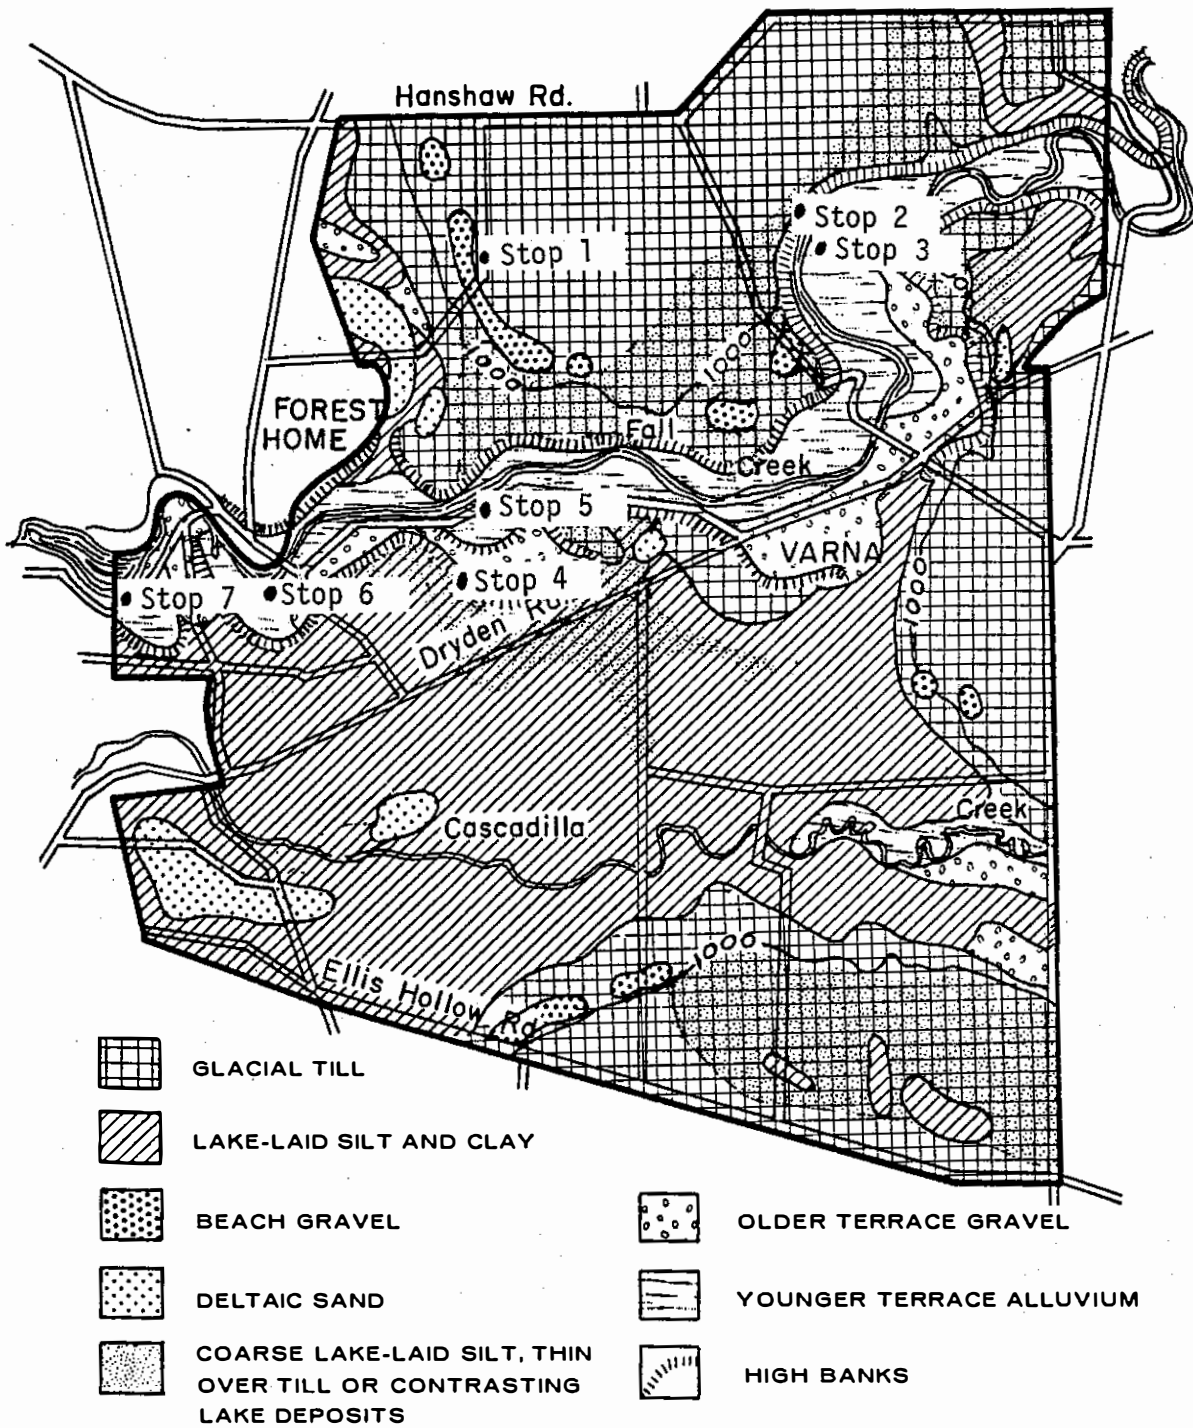 Hanshaw Rd.
Stop 2
Stop 3
Stop 1
1000
1000
FOREST
HOME
Fall
Creek
Stop 5
VARNA
Stop 4
Stop 6
Stop 7
Dryden
1000
Creek
Cascadilla
1000
Ellis Hollow Rd
GLACIAL TILL
LAKE-LAID SILT AND CLAY
BEACH GRAVEL
DELTAIC SAND
COARSE LAKE-LAID SILT, THIN
OVER TILL OR CONTRASTING
LAKE DEPOSITS
OLDER TERRACE GRAVEL
YOUNGER TERRACE ALLUVIUM
HIGH BANKS